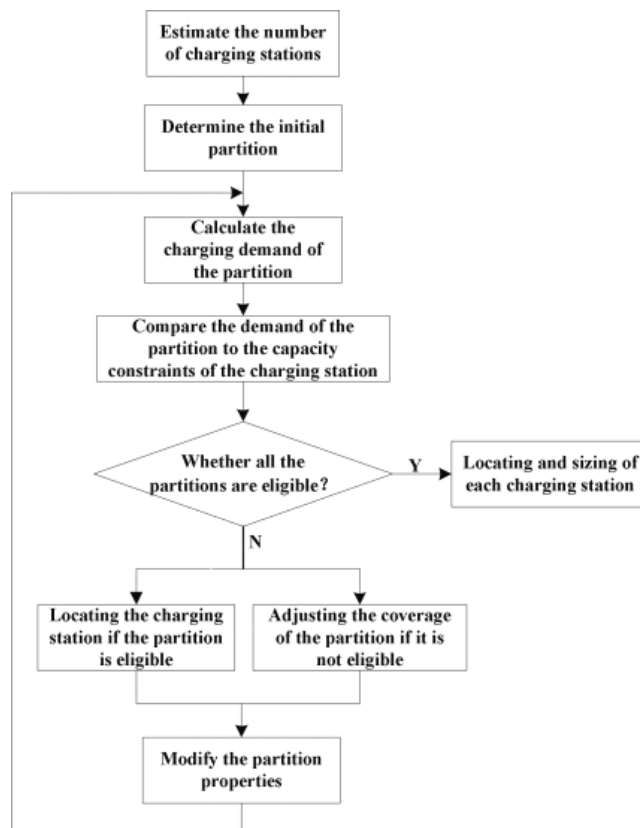 Estimate the number
of charging stations
Determine the initial
partition
Calculate the
charging demand of
the partition
Compare the demand of the
partition to the capacity
constraints of the charging station
Whether all the
partitions are eligible？
Y
Locating and sizing of
each charging station
N
Locating the charging
station if the partition
is eligible
Adjusting the coverage
of the partition if it is
not eligible
Modify the partition
properties